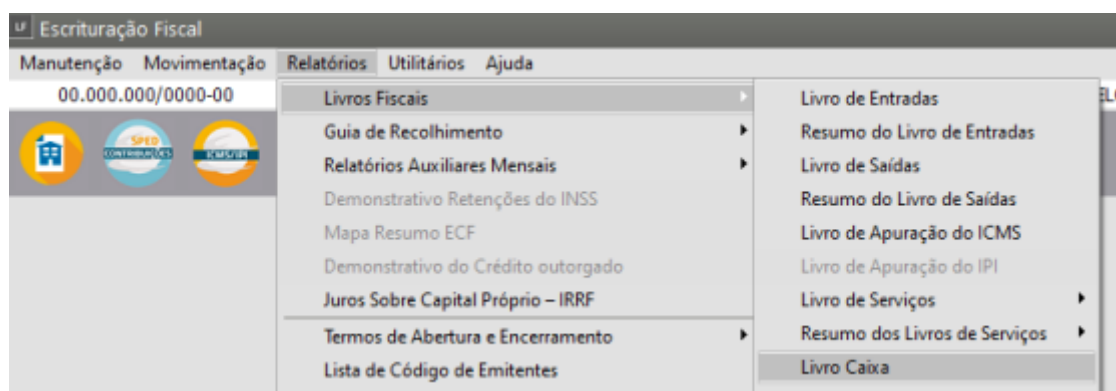 LF Escrituração Fiscal
Manutenção Movimentação Relatórios Utilitários Ajuda
00.000.000/0000-00
SPED
CONTRIBUIÇÕES
ICMS/IPI
Livros Fiscais
Guia de Recolhimento
Relatórios Auxiliares Mensais
Demonstrativo Retenções do INSS
Mapa Resumo ECF
Demonstrativo do Crédito outorgado
Juros Sobre Capital Próprio – IRRF
Termos de Abertura e Encerramento
Lista de Código de Emitentes
Livro de Entradas
Resumo do Livro de Entradas
Livro de Saídas
Resumo do Livro de Saídas
Livro de Apuração do ICMS
Livro de Apuração do IPI
Livro de Serviços
Resumo dos Livros de Serviços
Livro Caixa